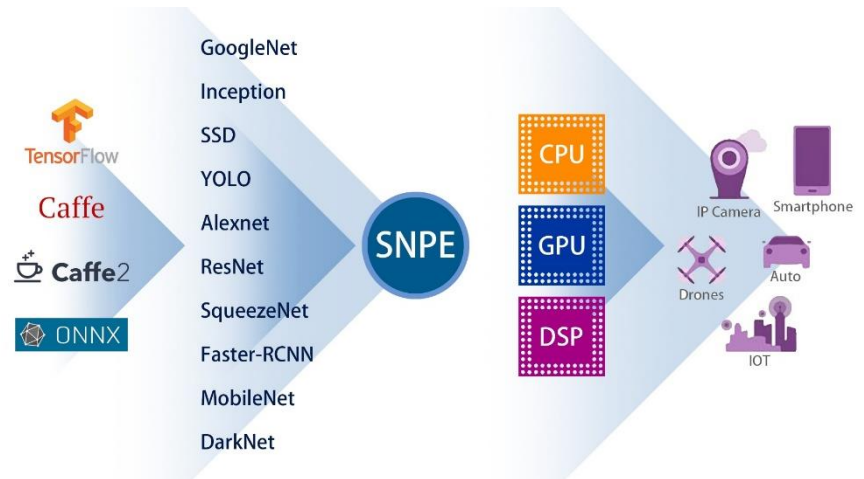 TensorFlow
Caffe
Caffe2
ONNX
GoogleNet
Inception
SSD
YOLO
Alexnet
ResNet
SqueezeNet
Faster-RCNN
MobileNet
DarkNet
SNPE
CPU
GPU
DSP
IP Camera
Smartphone
Drones
Auto
IOT